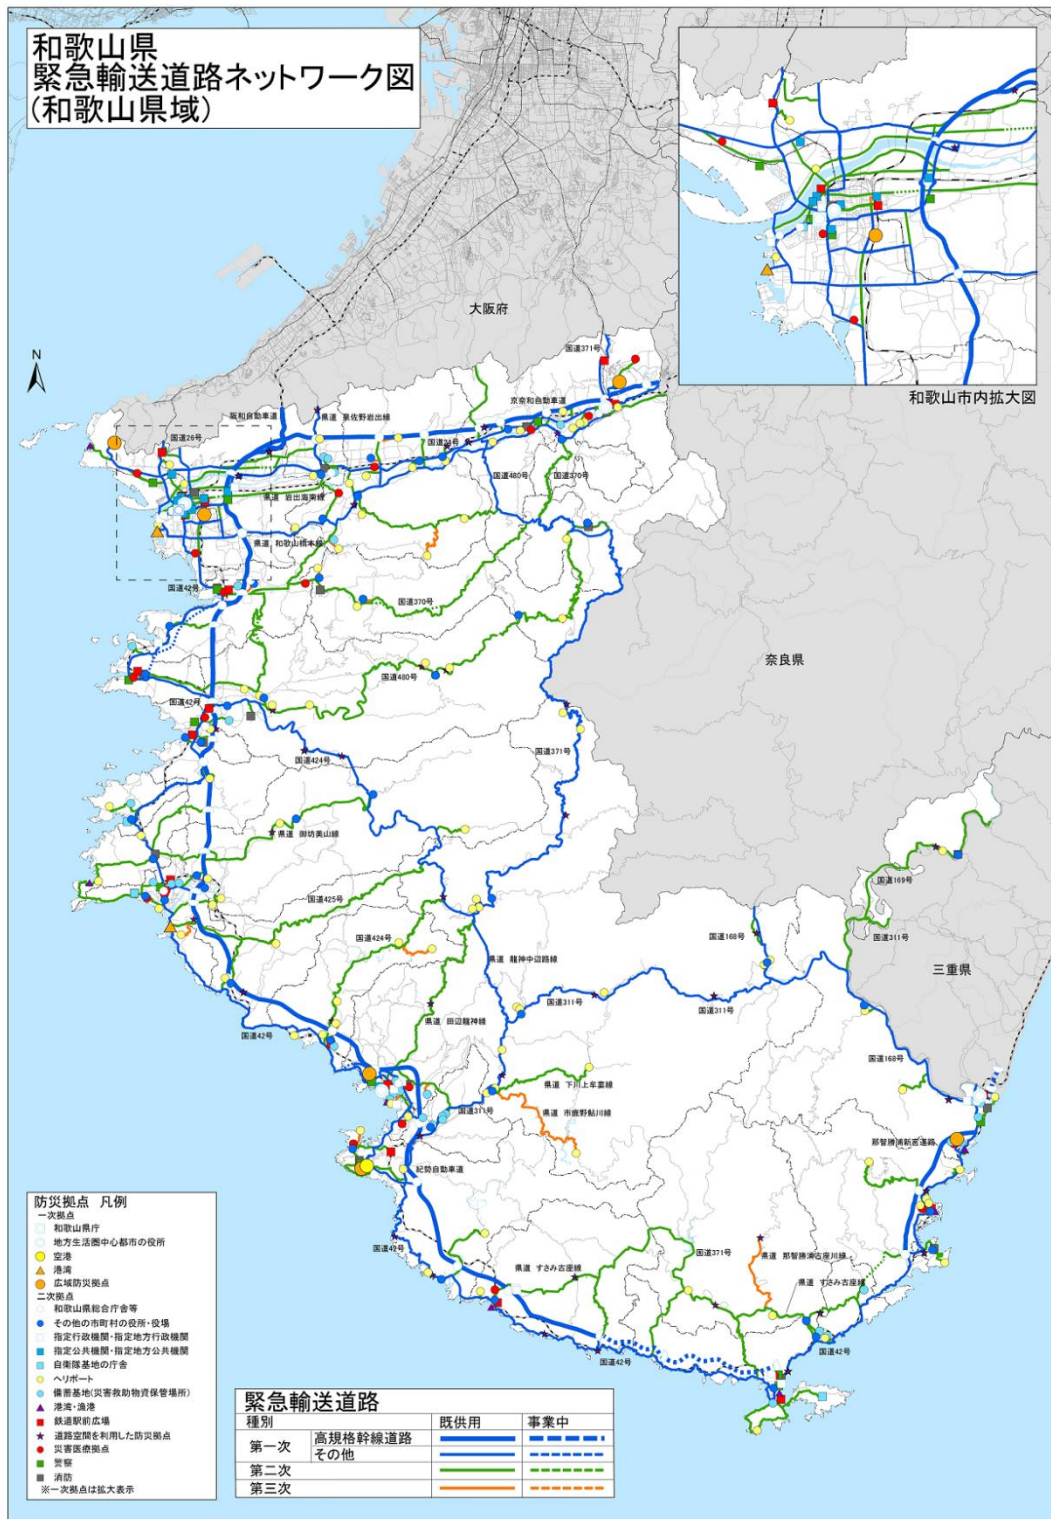 和歌山県
緊急輸送道路ネットワーク図
(和歌山県域)
和歌山市内拡大図
N
大阪府
国道371号
京奈和自動車道
阪和自動車道
県道 泉佐野岩出線
国道26号
国道24号
国道480号
国道370号
県道 岩出海南線
県道 和歌山橋本線
国道42号
国道370号
奈良県
国道480号
国道42号
国道424号
国道371号
県道 御坊美山線
国道169号
国道425号
国道424号
国道168号
国道311号
三重県
県道 龍神中辺路線
国道311号
国道311号
県道 田辺龍神線
国道42号
国道168号
県道 下川上牟婁線
国道311号
県道 市鹿野鮎川線
那智勝浦新宮道路
紀勢自動車道
国道42号
国道371号
県道 那智勝浦古座川線
県道 すさみ古座線
県道 すさみ古座線
国道42号
国道42号
防災拠点 凡例
一次拠点
和歌山県庁
地方生活圏中心都市の役所
空港
港湾
広域防災拠点
二次拠点
和歌山県総合庁舎等
その他の市町村の役所・役場
指定行政機関・指定地方行政機関
指定公共機関・指定地方公共機関
自衛隊基地の庁舎
ヘリポート
備蓄基地(災害救助物資保管場所)
港湾・漁港
鉄道駅前広場
道路空間を利用した防災拠点
災害医療拠点
警察
消防
※一次拠点は拡大表示
緊急輸送道路
種別 既供用 事業中
第一次 高規格幹線道路
その他
第二次
第三次